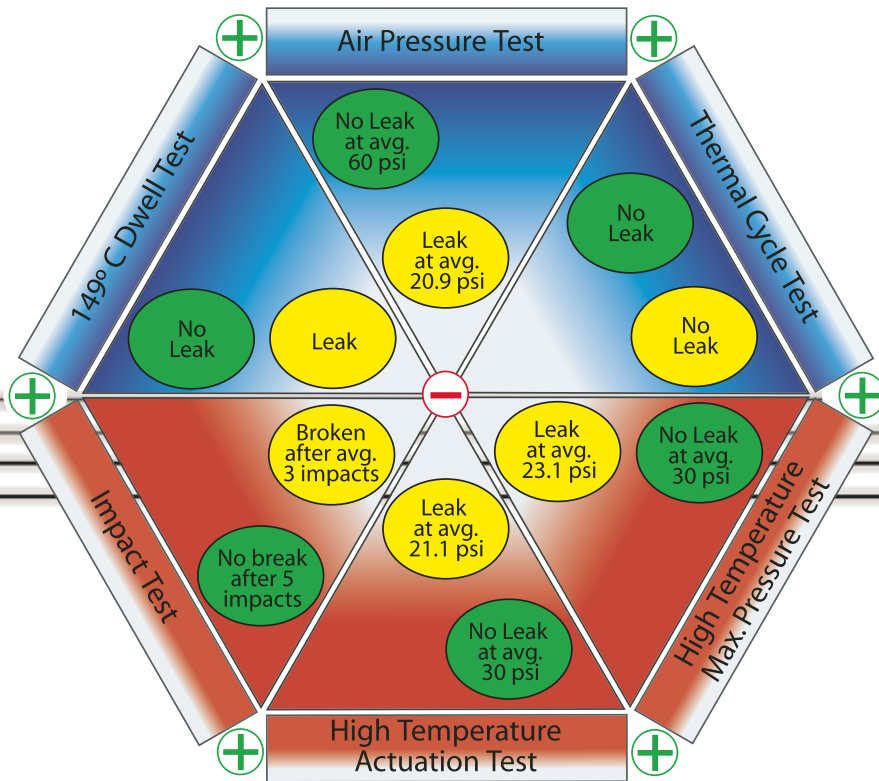 Air Pressure Test
No Leak
at avg.
60 psi
Leak
at avg.
20.9 psi
Thermal Cycle Test
No
Leak
No
Leak
149º C Dwell Test
No
Leak
Leak
Impact Test
Broken
after avg.
3 impacts
No break
after 5
impacts
Leak
at avg.
21.1 psi
No Leak
at avg.
30 psi
High Temperature
Actuation Test
Leak
at avg.
23.1 psi
No Leak
at avg.
30 psi
High Temperature
Max. Pressure Test